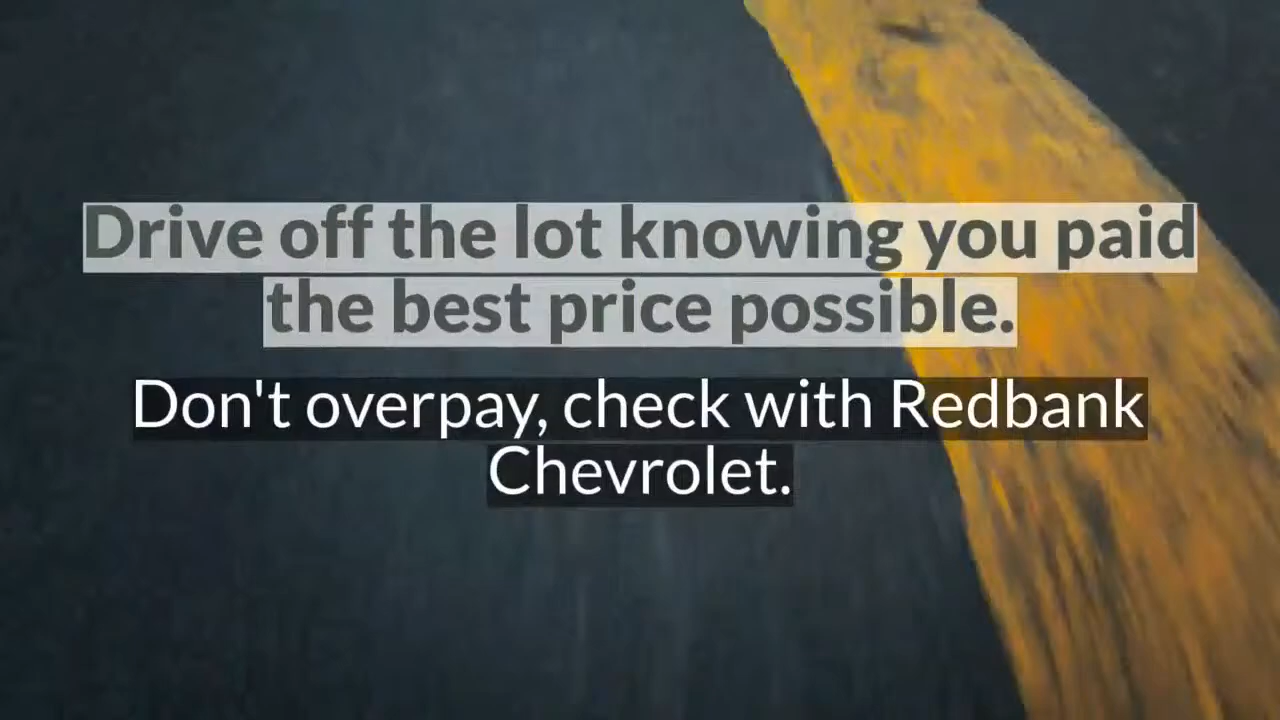 Drive off the lot knowing you paid
the best price possible.
Don't overpay, check with Redbank
Chevrolet.